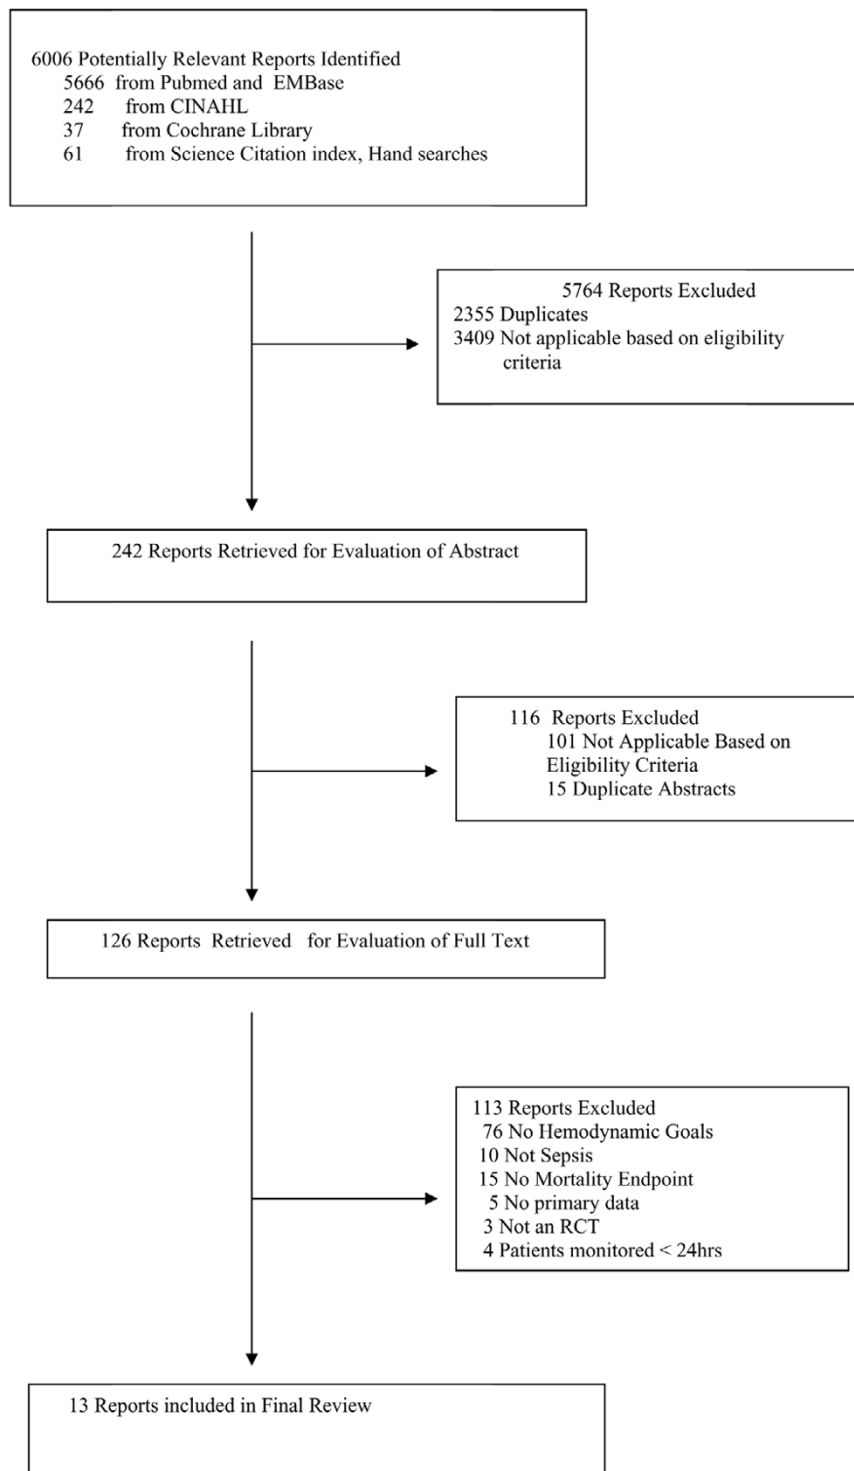 6006 Potentially Relevant Reports Identified
5666 from Pubmed and EMBase
242 from CINAHL
37 from Cochrane Library
61 from Science Citation index, Hand searches
5764 Reports Excluded
2355 Duplicates
3409 Not applicable based on eligibility
criteria
242 Reports Retrieved for Evaluation of Abstract
116 Reports Excluded
101 Not Applicable Based on
Eligibility Criteria
15 Duplicate Abstracts
126 Reports Retrieved for Evaluation of Full Text
113 Reports Excluded
76 No Hemodynamic Goals
10 Not Sepsis
15 No Mortality Endpoint
5 No primary data
3 Not an RCT
4 Patients monitored < 24hrs
13 Reports included in Final Review